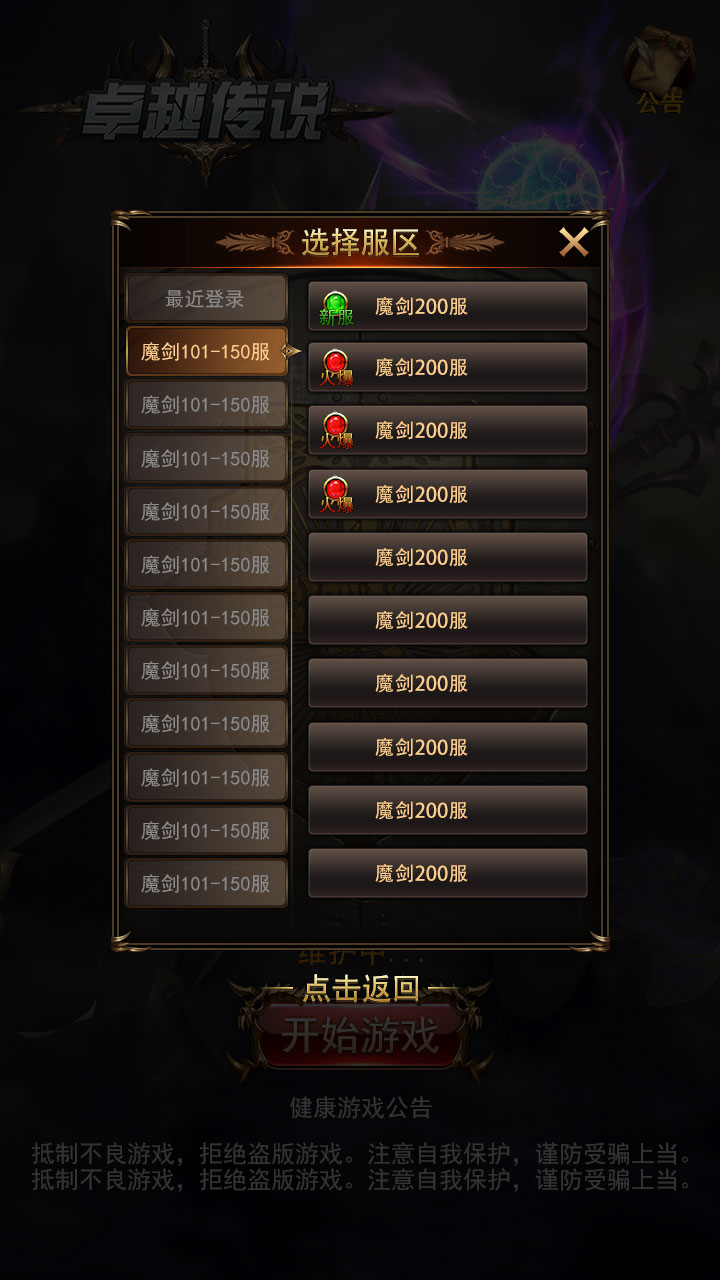 卓越传说
公告
选择服区
最近登录
魔剑101-150服
魔剑101-150服
魔剑101-150服
魔剑101-150服
魔剑101-150服
魔剑101-150服
魔剑101-150服
魔剑101-150服
魔剑101-150服
魔剑101-150服
魔剑101-150服
新服 魔剑200服
火爆 魔剑200服
火爆 魔剑200服
火爆 魔剑200服
魔剑200服
魔剑200服
魔剑200服
魔剑200服
魔剑200服
魔剑200服
维护中...
点击返回
开始游戏
健康游戏公告
抵制不良游戏，拒绝盗版游戏。注意自我保护，谨防受骗上当。
抵制不良游戏，拒绝盗版游戏。注意自我保护，谨防受骗上当。